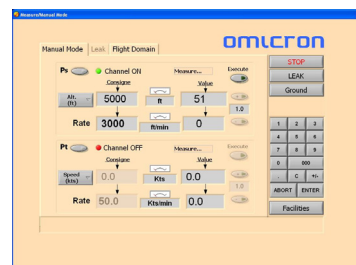 Measure/Manual Mode
omicron
Manual Mode Leak Flight Domain
STOP
LEAK
Ground
Ps Channel ON Measure... Execute
Consigne Value
Alt. (ft) 5000 ft 51
1.0
Rate 3000 ft/min 0
Pt Channel OFF Measure... Execute
Consigne Value
Speed (kts) 0.0 Kts 0.0
1.0
Rate 50.0 Kts/min 0.0
1 2 3
4 5 6
7 8 9
0 000
. C +/-
ABORT ENTER
Facilities